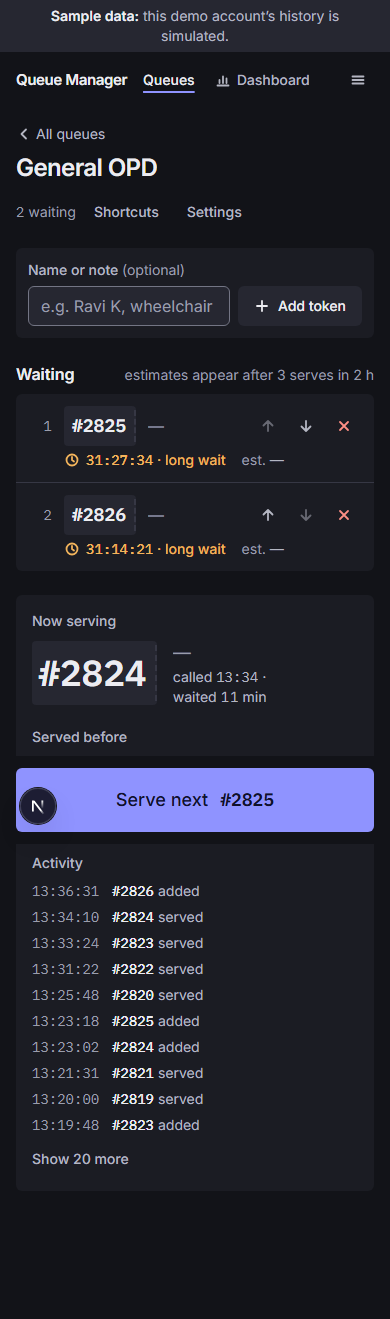 Sample data: this demo account’s history is
simulated.
Queue Manager Queues Dashboard
All queues
General OPD
2 waiting Shortcuts Settings
Name or note (optional)
e.g. Ravi K, wheelchair
Add token
Waiting estimates appear after 3 serves in 2 h
1 #2825 —
31:27:34 · long wait est. —
2 #2826 —
31:14:21 · long wait est. —
Now serving
#2824
—
called 13:34 ·
waited 11 min
Served before
N
Serve next #2825
Activity
13:36:31 #2826 added
13:34:10 #2824 served
13:33:24 #2823 served
13:31:22 #2822 served
13:25:48 #2820 served
13:23:18 #2825 added
13:23:02 #2824 added
13:21:31 #2821 served
13:20:00 #2819 served
13:19:48 #2823 added
Show 20 more